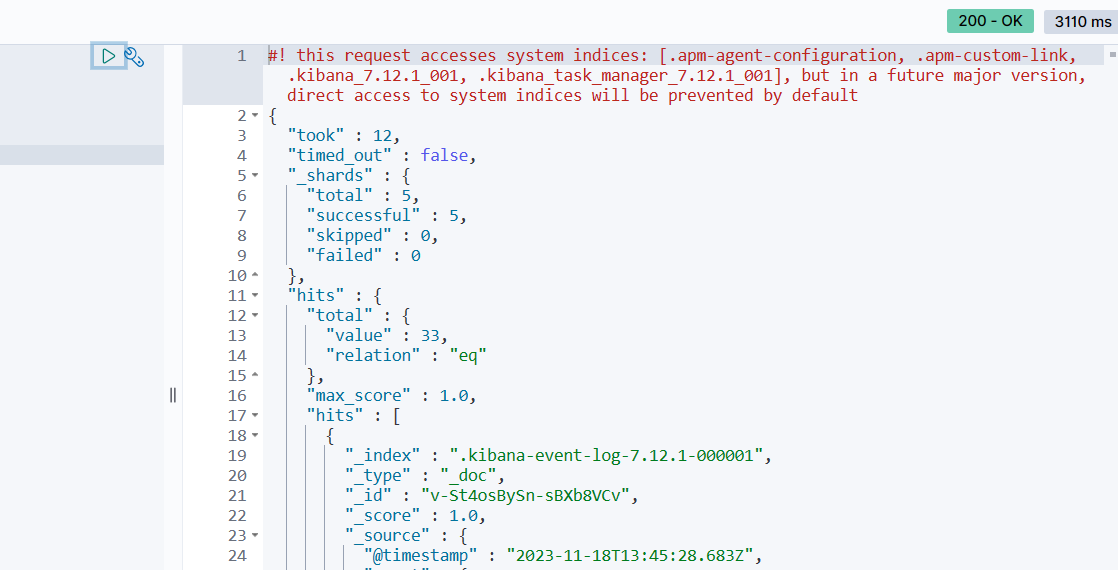 200 - OK
3110 ms
1 #! this request accesses system indices: [.apm-agent-configuration, .apm-custom-link,
.kibana_7.12.1_001, .kibana_task_manager_7.12.1_001], but in a future major version,
direct access to system indices will be prevented by default
2 {
3 "took" : 12,
4 "timed_out" : false,
5 "_shards" : {
6 "total" : 5,
7 "successful" : 5,
8 "skipped" : 0,
9 "failed" : 0
10 },
11 "hits" : {
12 "total" : {
13 "value" : 33,
14 "relation" : "eq"
15 },
16 "max_score" : 1.0,
17 "hits" : [
18 {
19 "_index" : ".kibana-event-log-7.12.1-000001",
20 "_type" : "_doc",
21 "_id" : "v-St4osBySn-sBXb8VCv",
22 "_score" : 1.0,
23 "_source" : {
24 "@timestamp" : "2023-11-18T13:45:28.683Z",